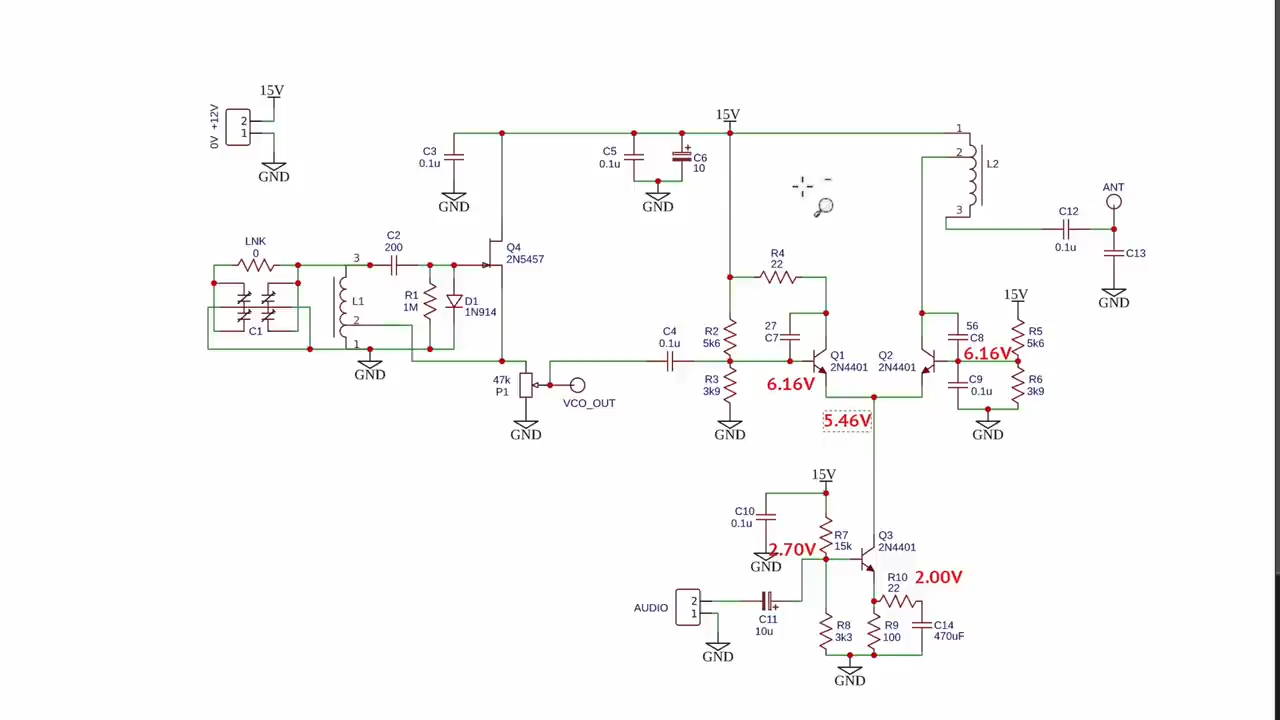 15V
0V +12V
2
1
GND
15V
C3
0.1u
GND
C5
0.1u
+
C6
10
GND
1
2
3
L2
ANT
C12
0.1u
C13
GND
LNK
0
C1
3
2
1
L1
GND
C2
200
R1
1M
D1
1N914
Q4
2N5457
47k
P1
GND
VCO_OUT
C4
0.1u
R2
5k6
R3
3k9
GND
R4
22
27
C7
Q1
2N4401
6.16V
Q2
2N4401
56
C8
6.16V
C9
0.1u
15V
R5
5k6
R6
3k9
GND
5.46V
15V
C10
0.1u
GND
2.70V
R7
15k
Q3
2N4401
R10
22
2.00V
AUDIO
2
1
GND
+
C11
10u
R8
3k3
R9
100
C14
470uF
GND